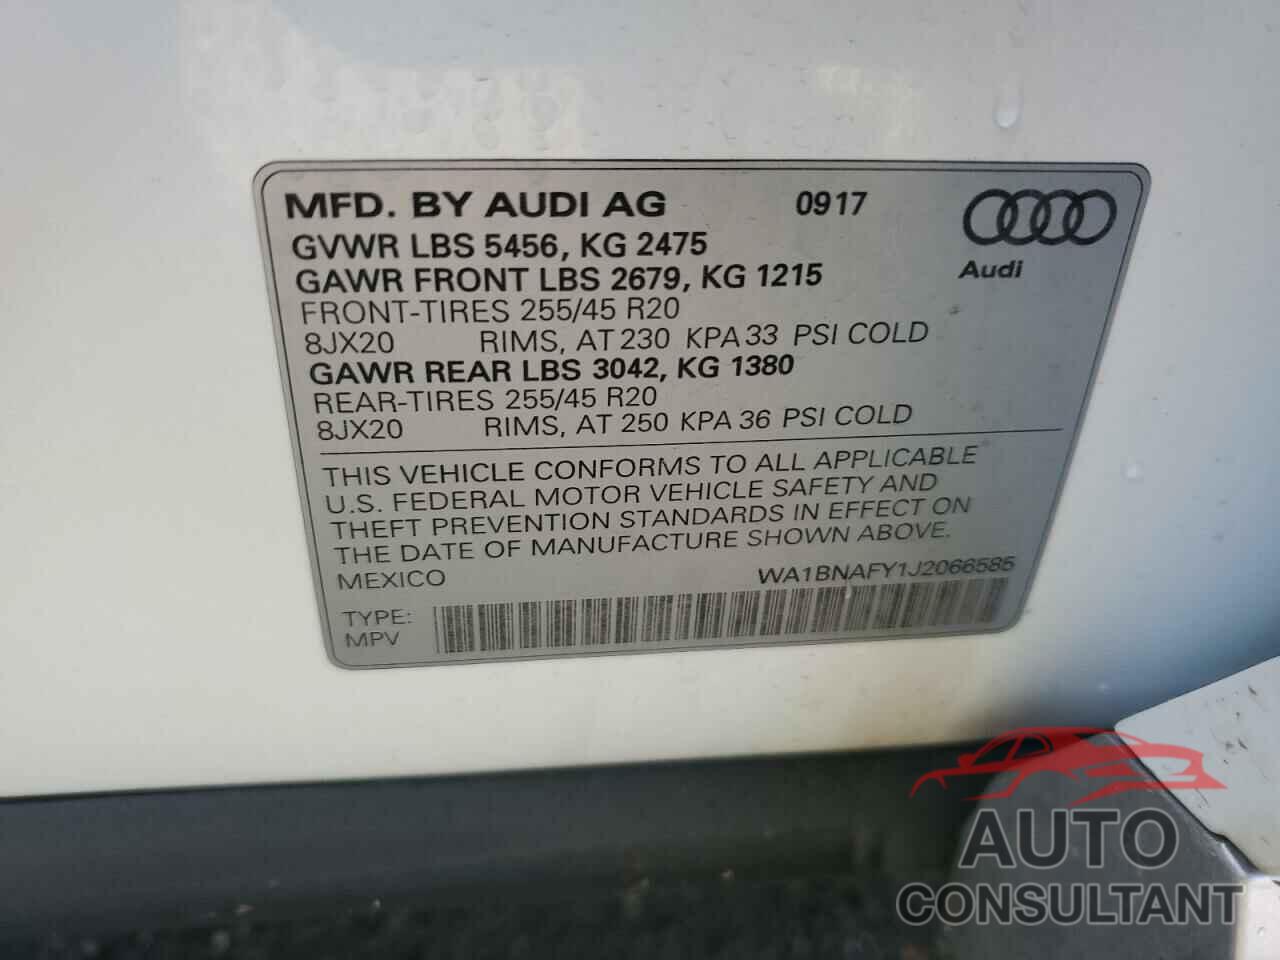 MFD. BY AUDI AG 0917
GVWR LBS 5456, KG 2475
GAWR FRONT LBS 2679, KG 1215
Audi
FRONT-TIRES 255/45 R20
8JX20 RIMS, AT 230 KPA 33 PSI COLD
GAWR REAR LBS 3042, KG 1380
REAR-TIRES 255/45 R20
8JX20 RIMS, AT 250 KPA 36 PSI COLD
THIS VEHICLE CONFORMS TO ALL APPLICABLE
U.S. FEDERAL MOTOR VEHICLE SAFETY AND
THEFT PREVENTION STANDARDS IN EFFECT ON
THE DATE OF MANUFACTURE SHOWN ABOVE.
MEXICO WA1BNAFY1J2066585
TYPE:
MPV
AUTO
CONSULTANT